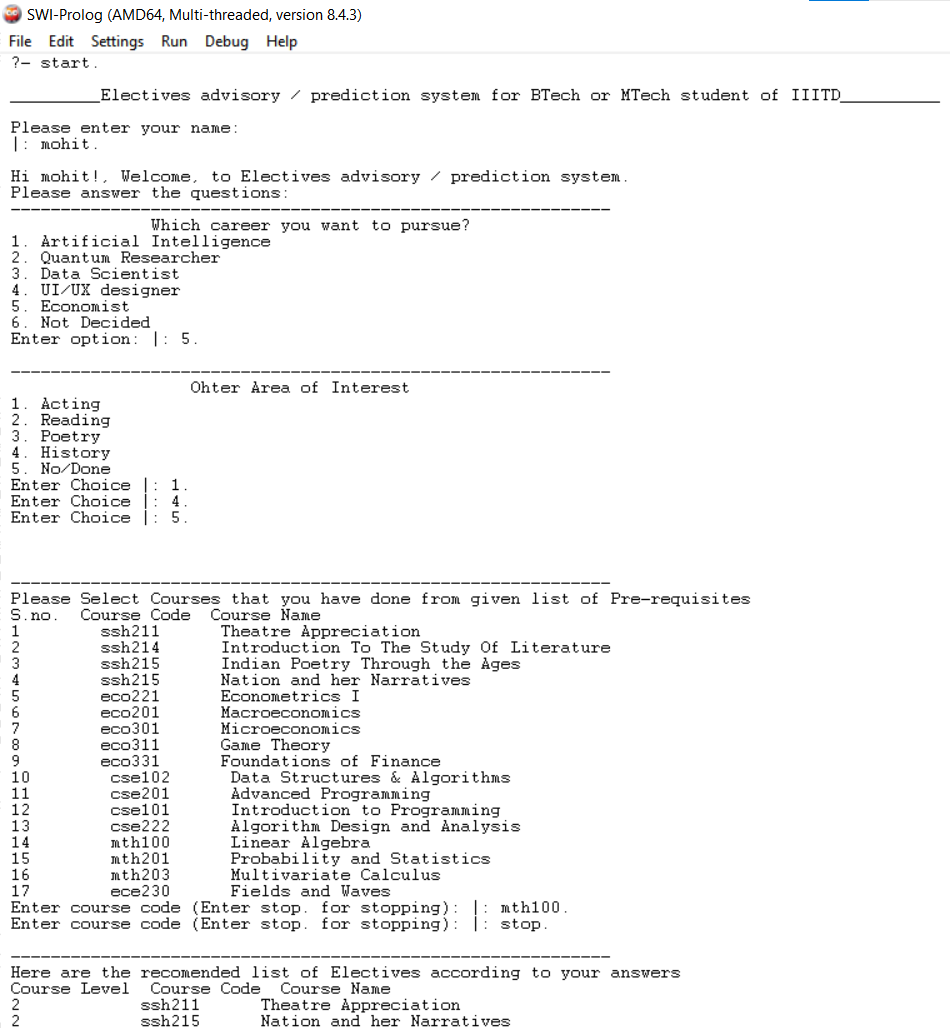 SWI-Prolog (AMD64, Multi-threaded, version 8.4.3)
File Edit Settings Run Debug Help
?- start.
_________Electives advisory / prediction system for BTech or MTech student of IIITD__________
Please enter your name:
|: mohit.
Hi mohit!, Welcome, to Electives advisory / prediction system.
Please answer the questions:
------------------------------------------------------------
Which career you want to pursue?
1. Artificial Intelligence
2. Quantum Researcher
3. Data Scientist
4. UI/UX designer
5. Economist
6. Not Decided
Enter option: |: 5.
------------------------------------------------------------
Ohter Area of Interest
1. Acting
2. Reading
3. Poetry
4. History
5. No/Done
Enter Choice |: 1.
Enter Choice |: 4.
Enter Choice |: 5.
------------------------------------------------------------
Please Select Courses that you have done from given list of Pre-requisites
S.no. Course Code Course Name
1 ssh211 Theatre Appreciation
2 ssh214 Introduction To The Study Of Literature
3 ssh215 Indian Poetry Through the Ages
4 ssh215 Nation and her Narratives
5 eco221 Econometrics I
6 eco201 Macroeconomics
7 eco301 Microeconomics
8 eco311 Game Theory
9 eco331 Foundations of Finance
10 cse102 Data Structures & Algorithms
11 cse201 Advanced Programming
12 cse101 Introduction to Programming
13 cse222 Algorithm Design and Analysis
14 mth100 Linear Algebra
15 mth201 Probability and Statistics
16 mth203 Multivariate Calculus
17 ece230 Fields and Waves
Enter course code (Enter stop. for stopping): |: mth100.
Enter course code (Enter stop. for stopping): |: stop.
------------------------------------------------------------
Here are the recomended list of Electives according to your answers
Course Level Course Code Course Name
2 ssh211 Theatre Appreciation
2 ssh215 Nation and her Narratives